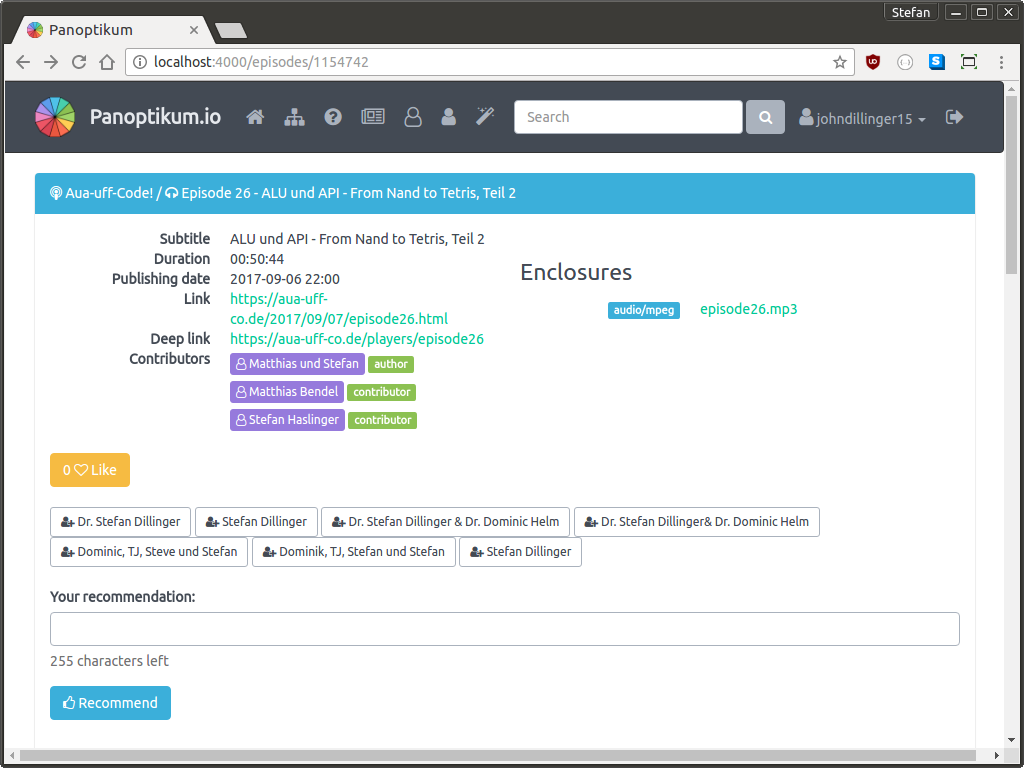 Stefan
Panoptikum
localhost:4000/episodes/1154742
Panoptikum.io
Search
johndillinger15
Aua-uff-Code! / Episode 26 - ALU und API - From Nand to Tetris, Teil 2
Subtitle ALU und API - From Nand to Tetris, Teil 2
Duration 00:50:44
Publishing date 2017-09-06 22:00
Link https://aua-uff-
co.de/2017/09/07/episode26.html
Deep link https://aua-uff-co.de/players/episode26
Contributors Matthias und Stefan author
Matthias Bendel contributor
Stefan Haslinger contributor
Enclosures
audio/mpeg episode26.mp3
0 Like
Dr. Stefan Dillinger Stefan Dillinger Dr. Stefan Dillinger & Dr. Dominic Helm Dr. Stefan Dillinger& Dr. Dominic Helm
Dominic, TJ, Steve und Stefan Dominik, TJ, Stefan und Stefan Stefan Dillinger
Your recommendation:
255 characters left
Recommend